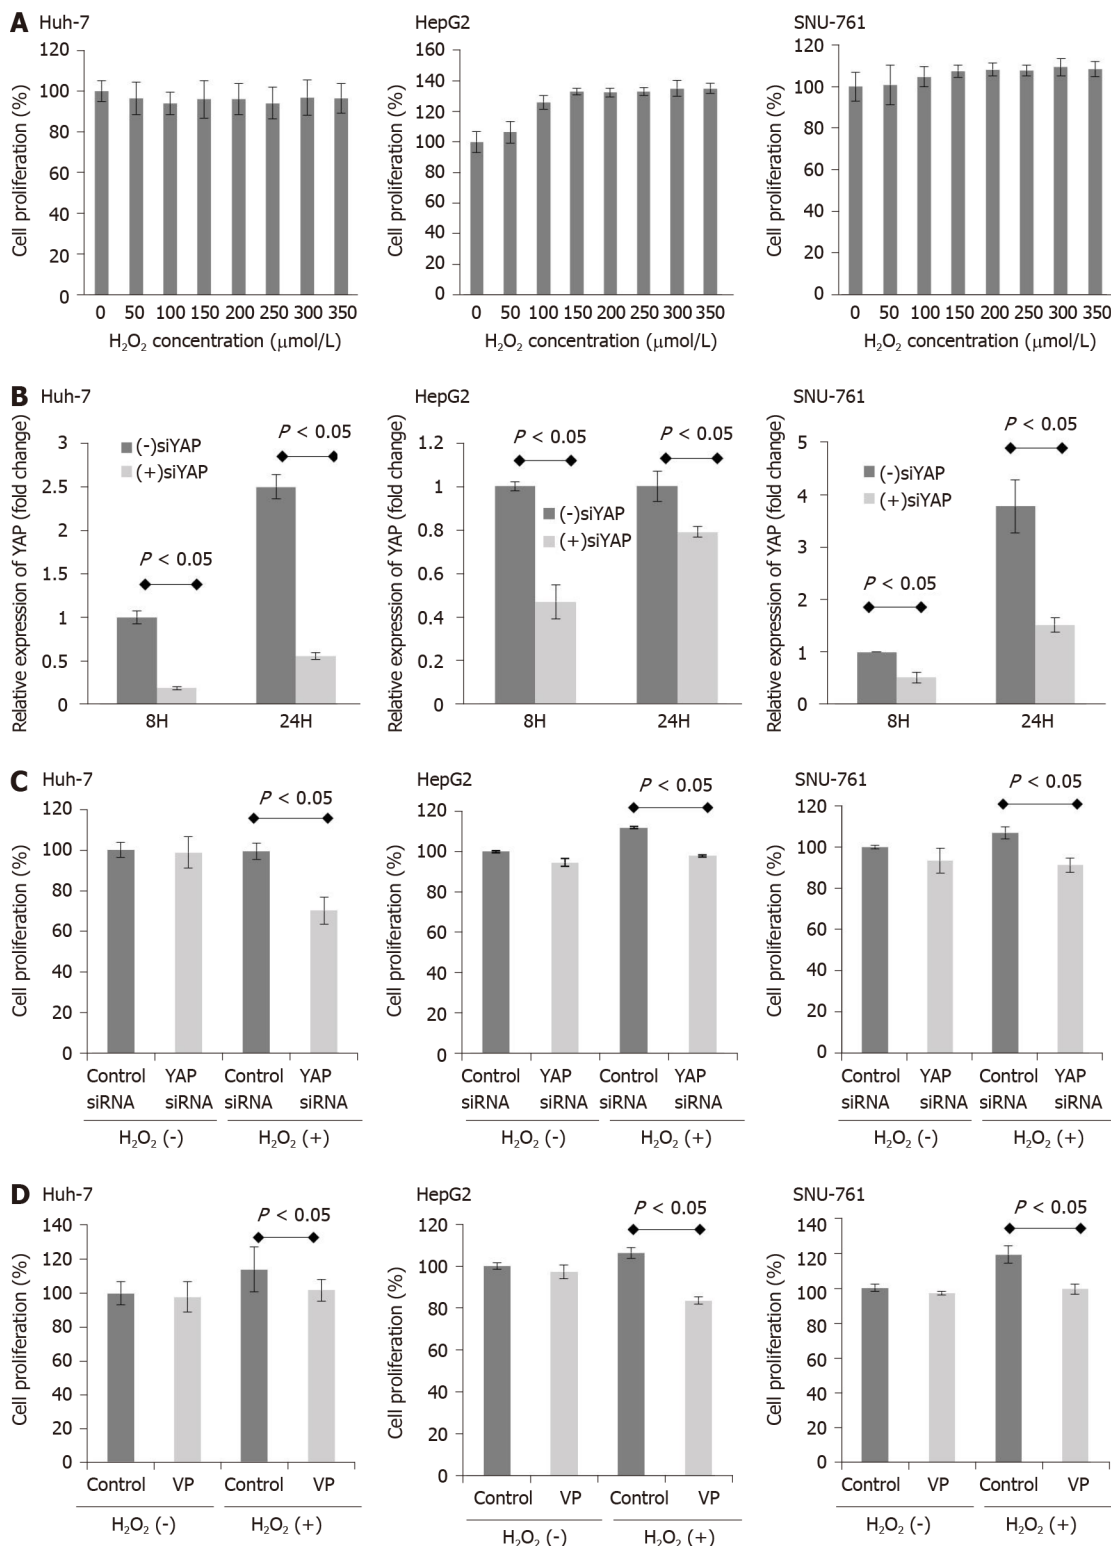 A
Huh-7
Cell proliferation (%)
120
100
80
60
40
20
0
0 50 100 150 200 250 300 350
H₂O₂ concentration (μmol/L)
HepG2
Cell proliferation (%)
160
140
120
100
80
60
40
20
0
0 50 100 150 200 250 300 350
H₂O₂ concentration (μmol/L)
SNU-761
Cell proliferation (%)
120
100
80
60
40
20
0
0 50 100 150 200 250 300 350
H₂O₂ concentration (μmol/L)
B
Huh-7
Relative expression of YAP (fold change)
3
2.5
2
1.5
1
0.5
0
(-)siYAP
(+)siYAP
P < 0.05
P < 0.05
8H 24H
HepG2
Relative expression of YAP (fold change)
1.2
1
0.8
0.6
0.4
0.2
0
P < 0.05
P < 0.05
(-)siYAP
(+)siYAP
8H 24H
SNU-761
Relative expression of YAP (fold change)
5
4
3
2
1
0
P < 0.05
(-)siYAP
(+)siYAP
P < 0.05
8H 24H
C
Huh-7
Cell proliferation (%)
120
100
80
60
40
20
0
P < 0.05
Control YAP Control YAP
siRNA siRNA siRNA siRNA
H₂O₂ (-) H₂O₂ (+)
HepG2
Cell proliferation (%)
120
100
80
60
40
20
0
P < 0.05
Control YAP Control YAP
siRNA siRNA siRNA siRNA
H₂O₂ (-) H₂O₂ (+)
SNU-761
Cell proliferation (%)
120
100
80
60
40
20
0
P < 0.05
Control YAP Control YAP
siRNA siRNA siRNA siRNA
H₂O₂ (-) H₂O₂ (+)
D
Huh-7
Cell proliferation (%)
140
120
100
80
60
40
20
0
P < 0.05
Control VP Control VP
H₂O₂ (-) H₂O₂ (+)
HepG2
Cell proliferation (%)
120
100
80
60
40
20
0
P < 0.05
Control VP Control VP
H₂O₂ (-) H₂O₂ (+)
SNU-761
Cell proliferation (%)
140
120
100
80
60
40
20
0
P < 0.05
Control VP Control VP
H₂O₂ (-) H₂O₂ (+)